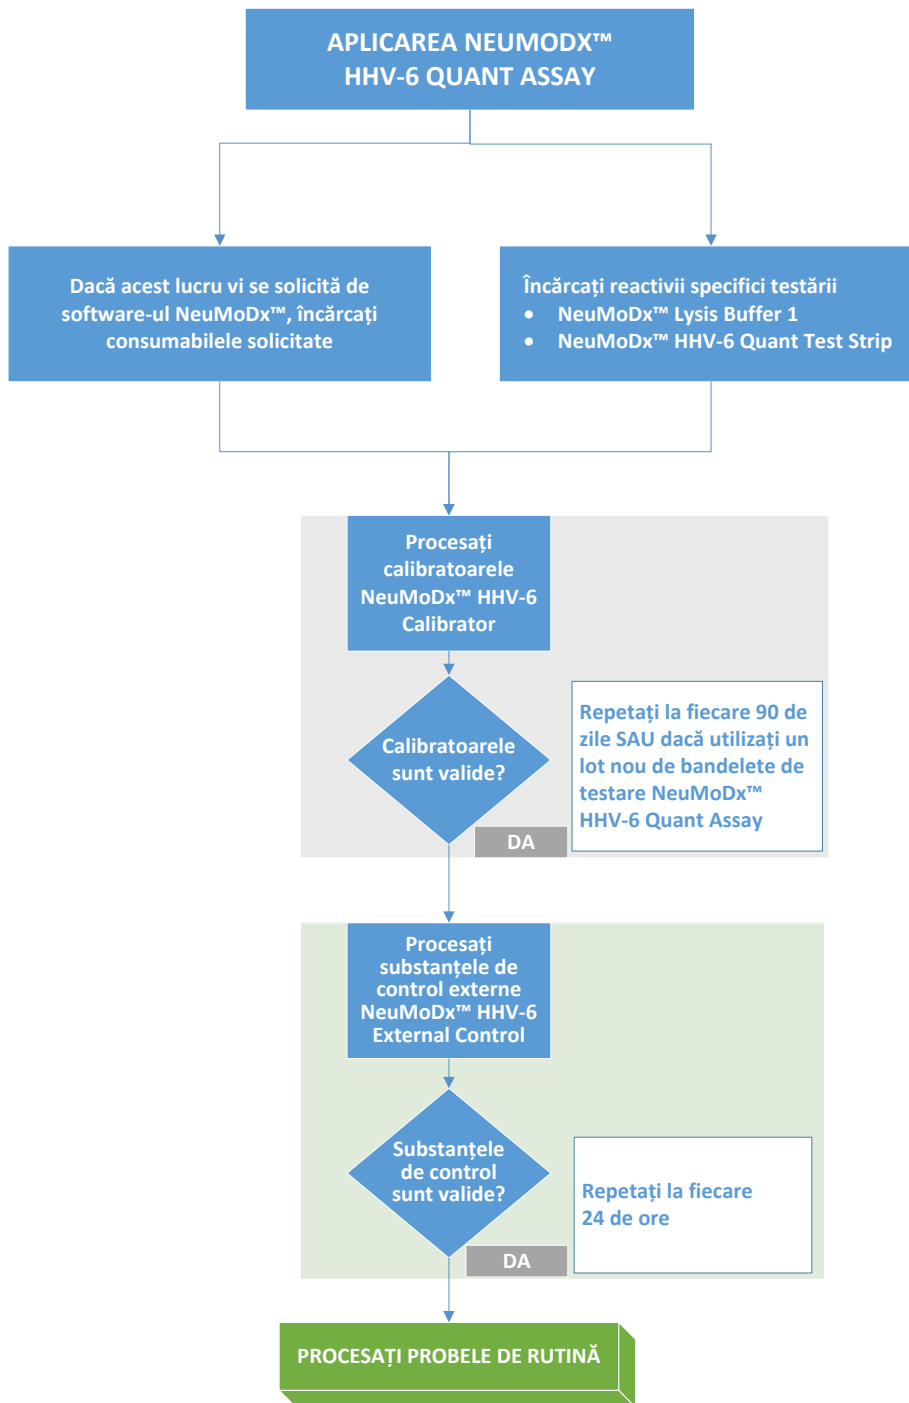 APLICAREA NEUMODX™
HHV-6 QUANT ASSAY
Dacă acest lucru vi se solicită de
software-ul NeuMoDx™, încărcați
consumabilele solicitate
Încărcați reactivii specifici testării
• NeuMoDx™ Lysis Buffer 1
• NeuMoDx™ HHV-6 Quant Test Strip
Procesați
calibratoarele
NeuMoDx™ HHV-6
Calibrator
Calibratoarele
sunt valide?
Repetați la fiecare 90 de
zile SAU dacă utilizați un
lot nou de bandelete de
testare NeuMoDx™
HHV-6 Quant Assay
DA
Procesați
substanțele de
control externe
NeuMoDx™ HHV-6
External Control
Substanțele
de control
sunt valide?
Repetați la fiecare
24 de ore
DA
PROCESAȚI PROBELE DE RUTINĂ